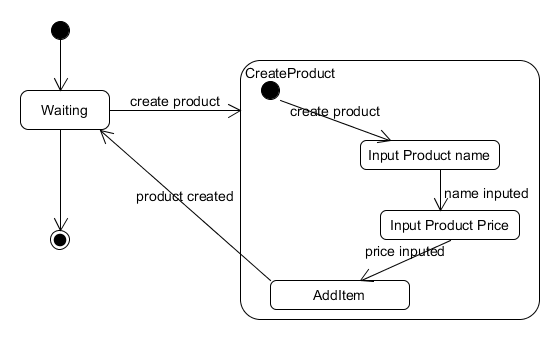 CreateProduct
create product
create product
Waiting
Input Product name
product created
name inputed
Input Product Price
price inputed
AddItem